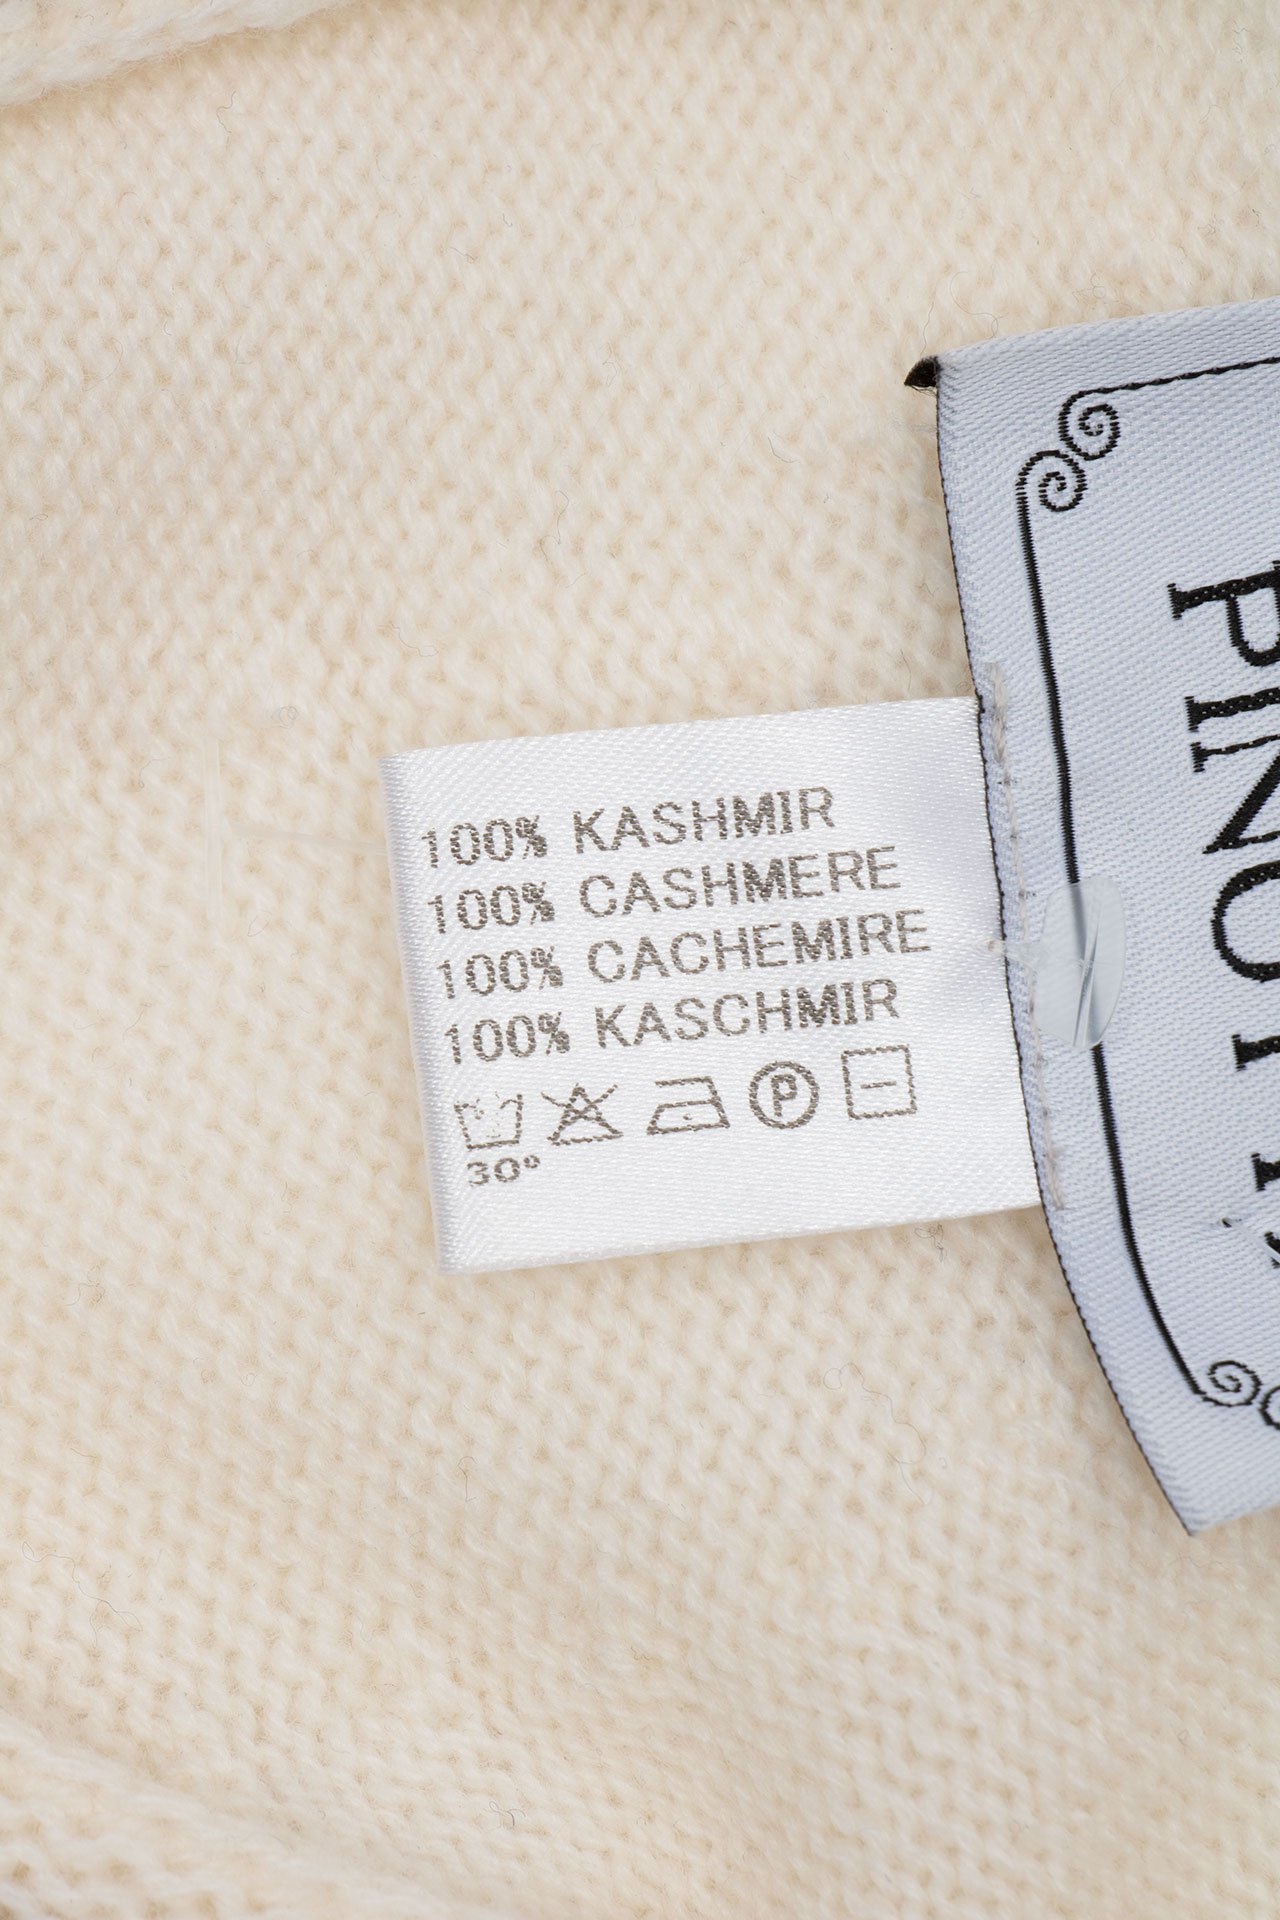 100% KASHMIR
100% CASHMERE
100% CACHEMIRE
100% KASCHMIR
P
30°